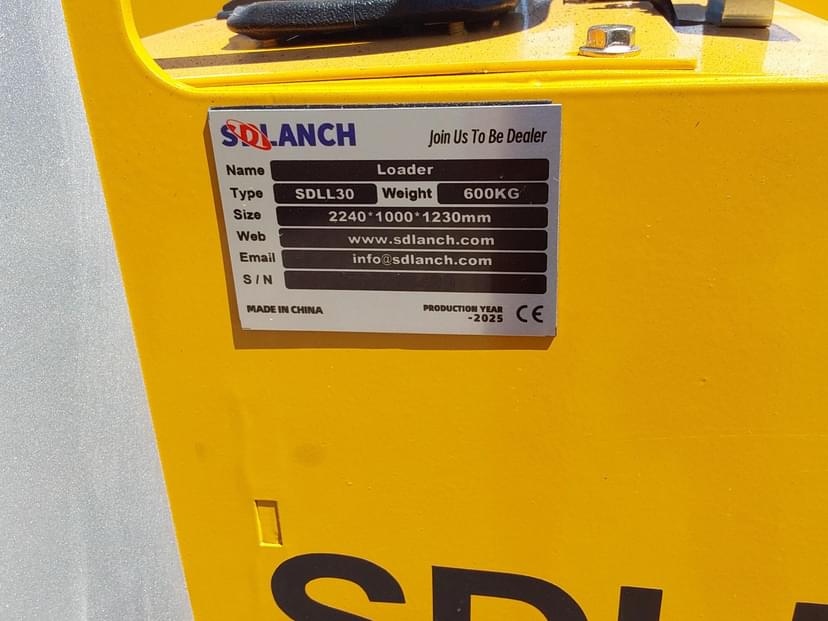 SDLANCH Join Us To Be Dealer
Name Loader
Type SDLL30 Weight 600KG
Size 2240*1000*1230mm
Web www.sdlanch.com
Email info@sdlanch.com
S / N
MADE IN CHINA PRODUCTION YEAR
-2025 CE
SDLA